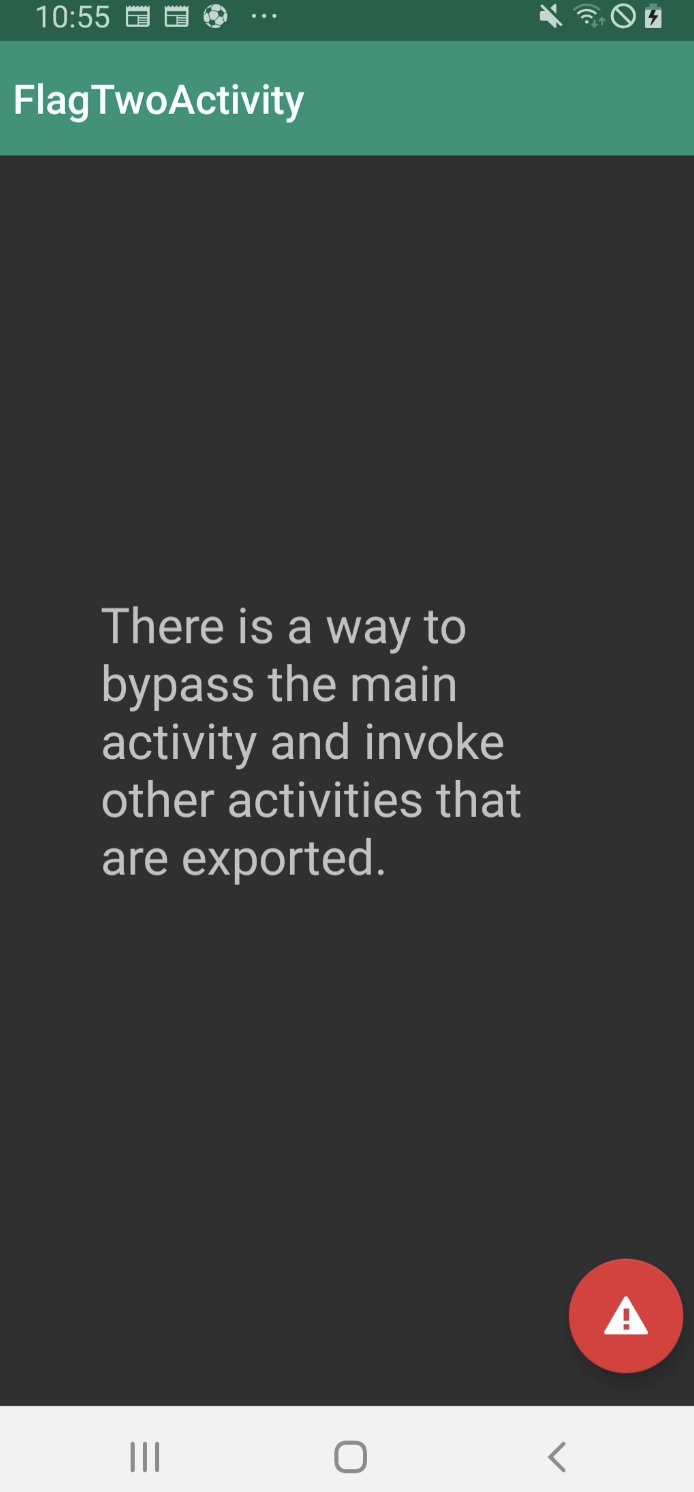 10:55
FlagTwoActivity
There is a way to
bypass the main
activity and invoke
other activities that
are exported.